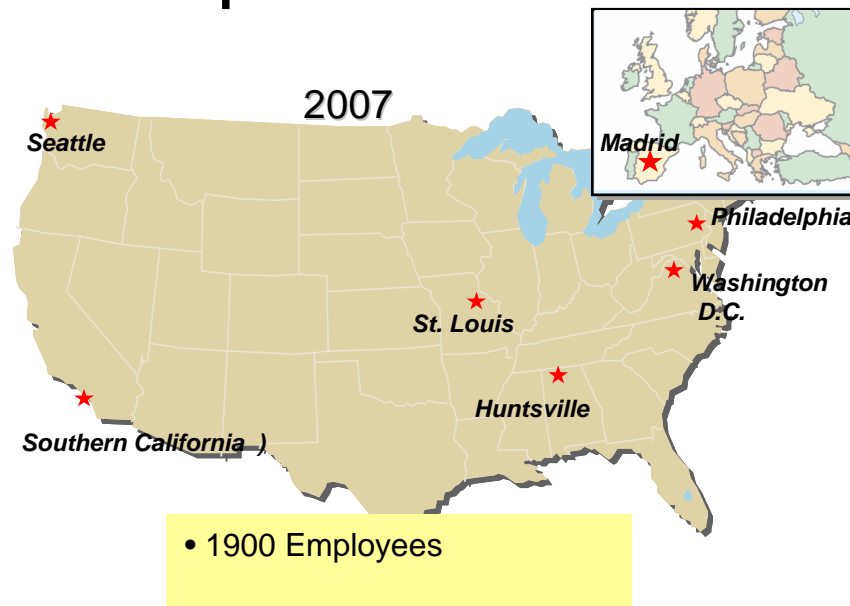 2007
Seattle
Madrid
Philadelphia
Washington
D.C.
St. Louis
Huntsville
Southern California )
• 1900 Employees